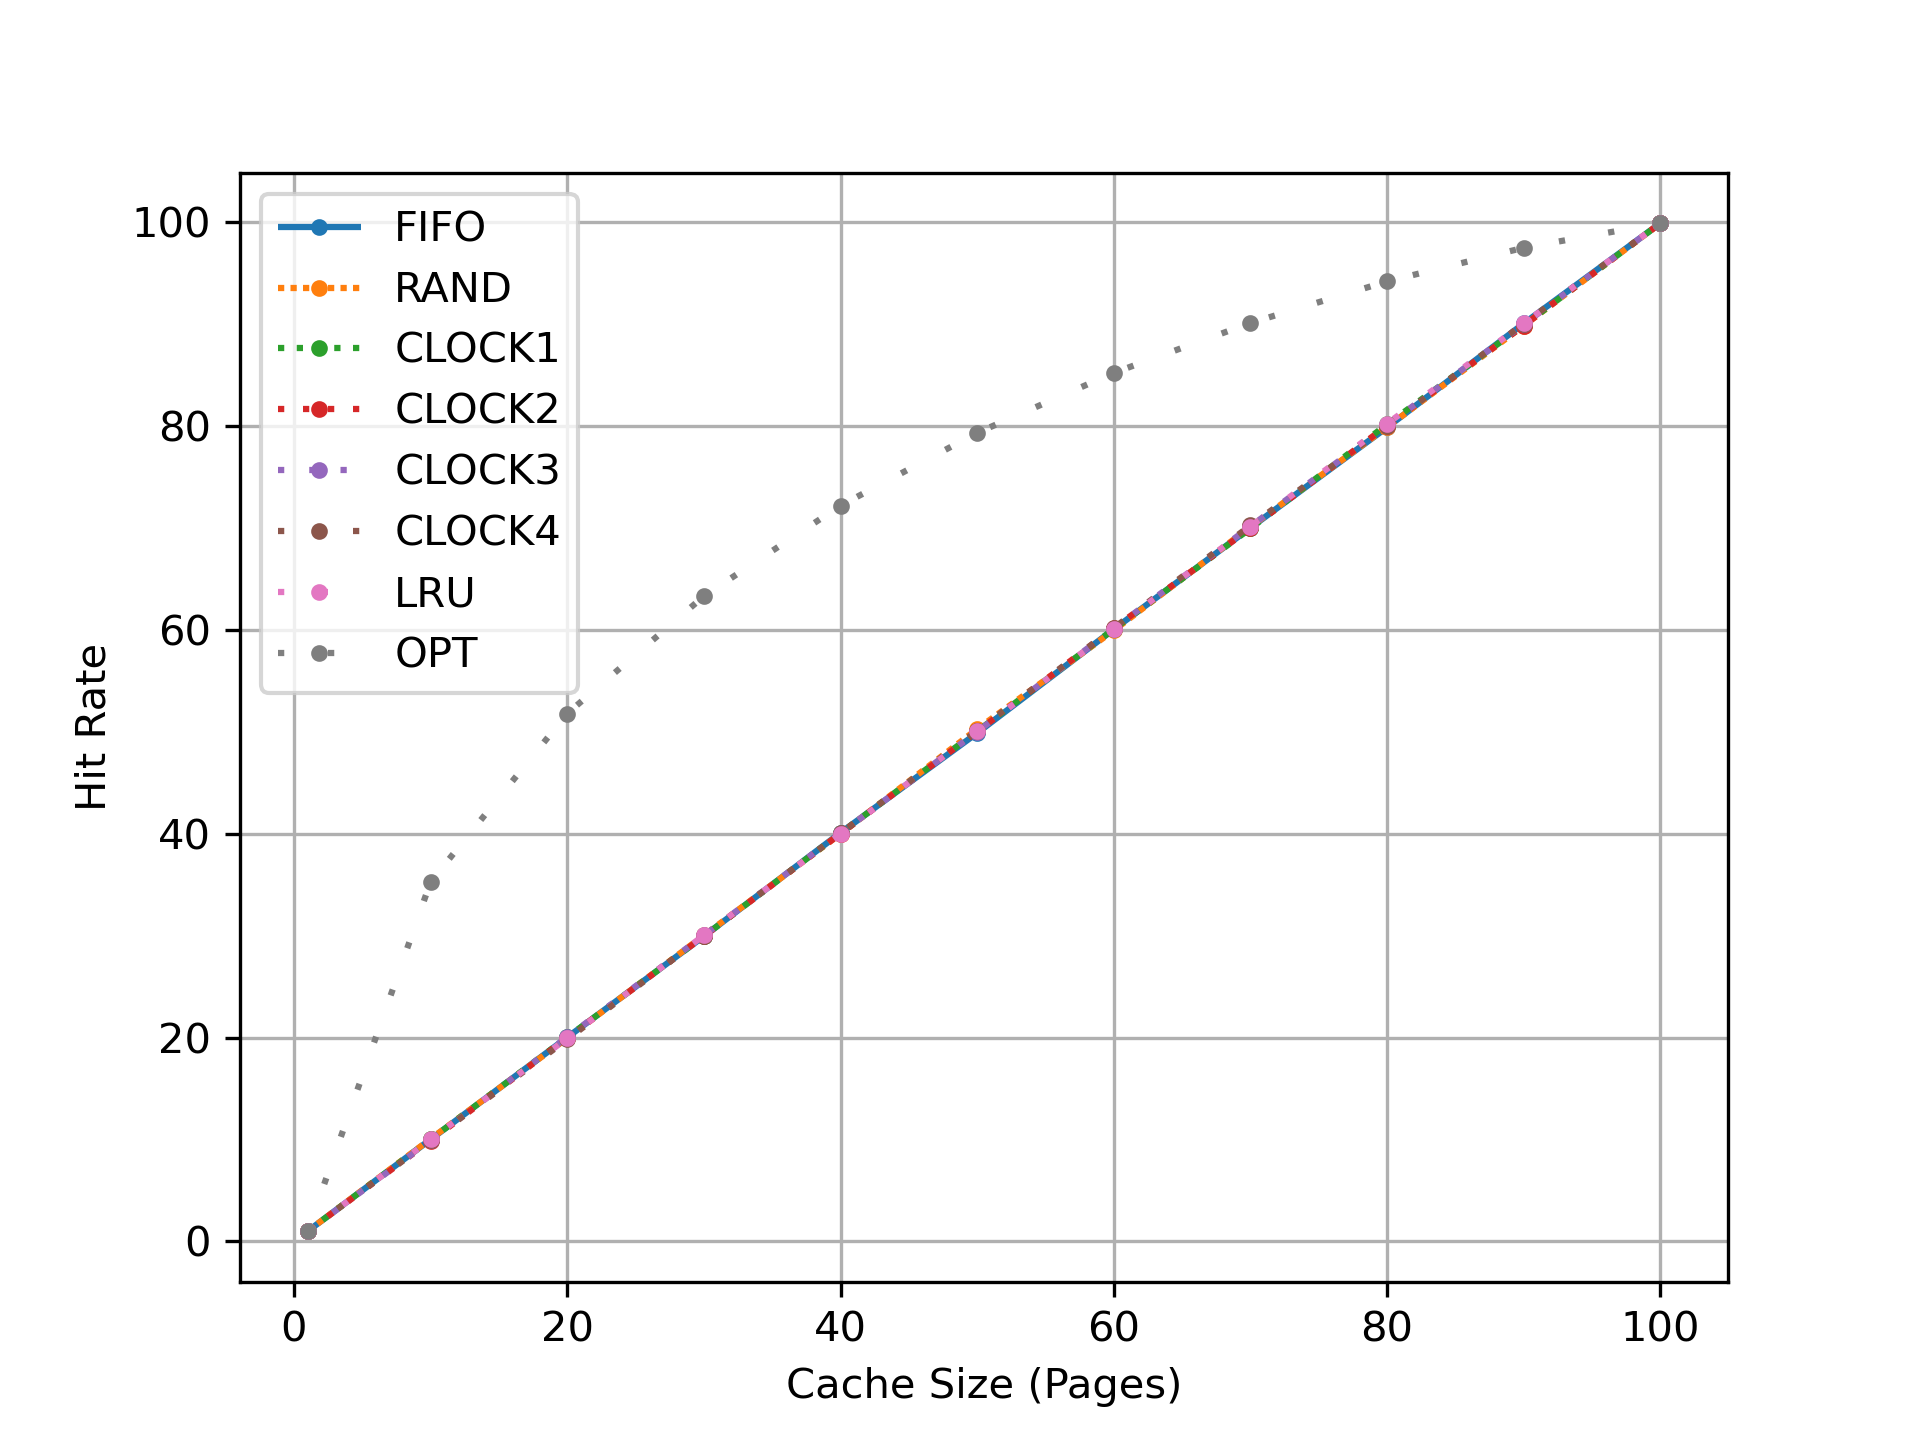 100
80
60
40
20
0
Hit Rate
FIFO
RAND
CLOCK1
CLOCK2
CLOCK3
CLOCK4
LRU
OPT
0 20 40 60 80 100
Cache Size (Pages)